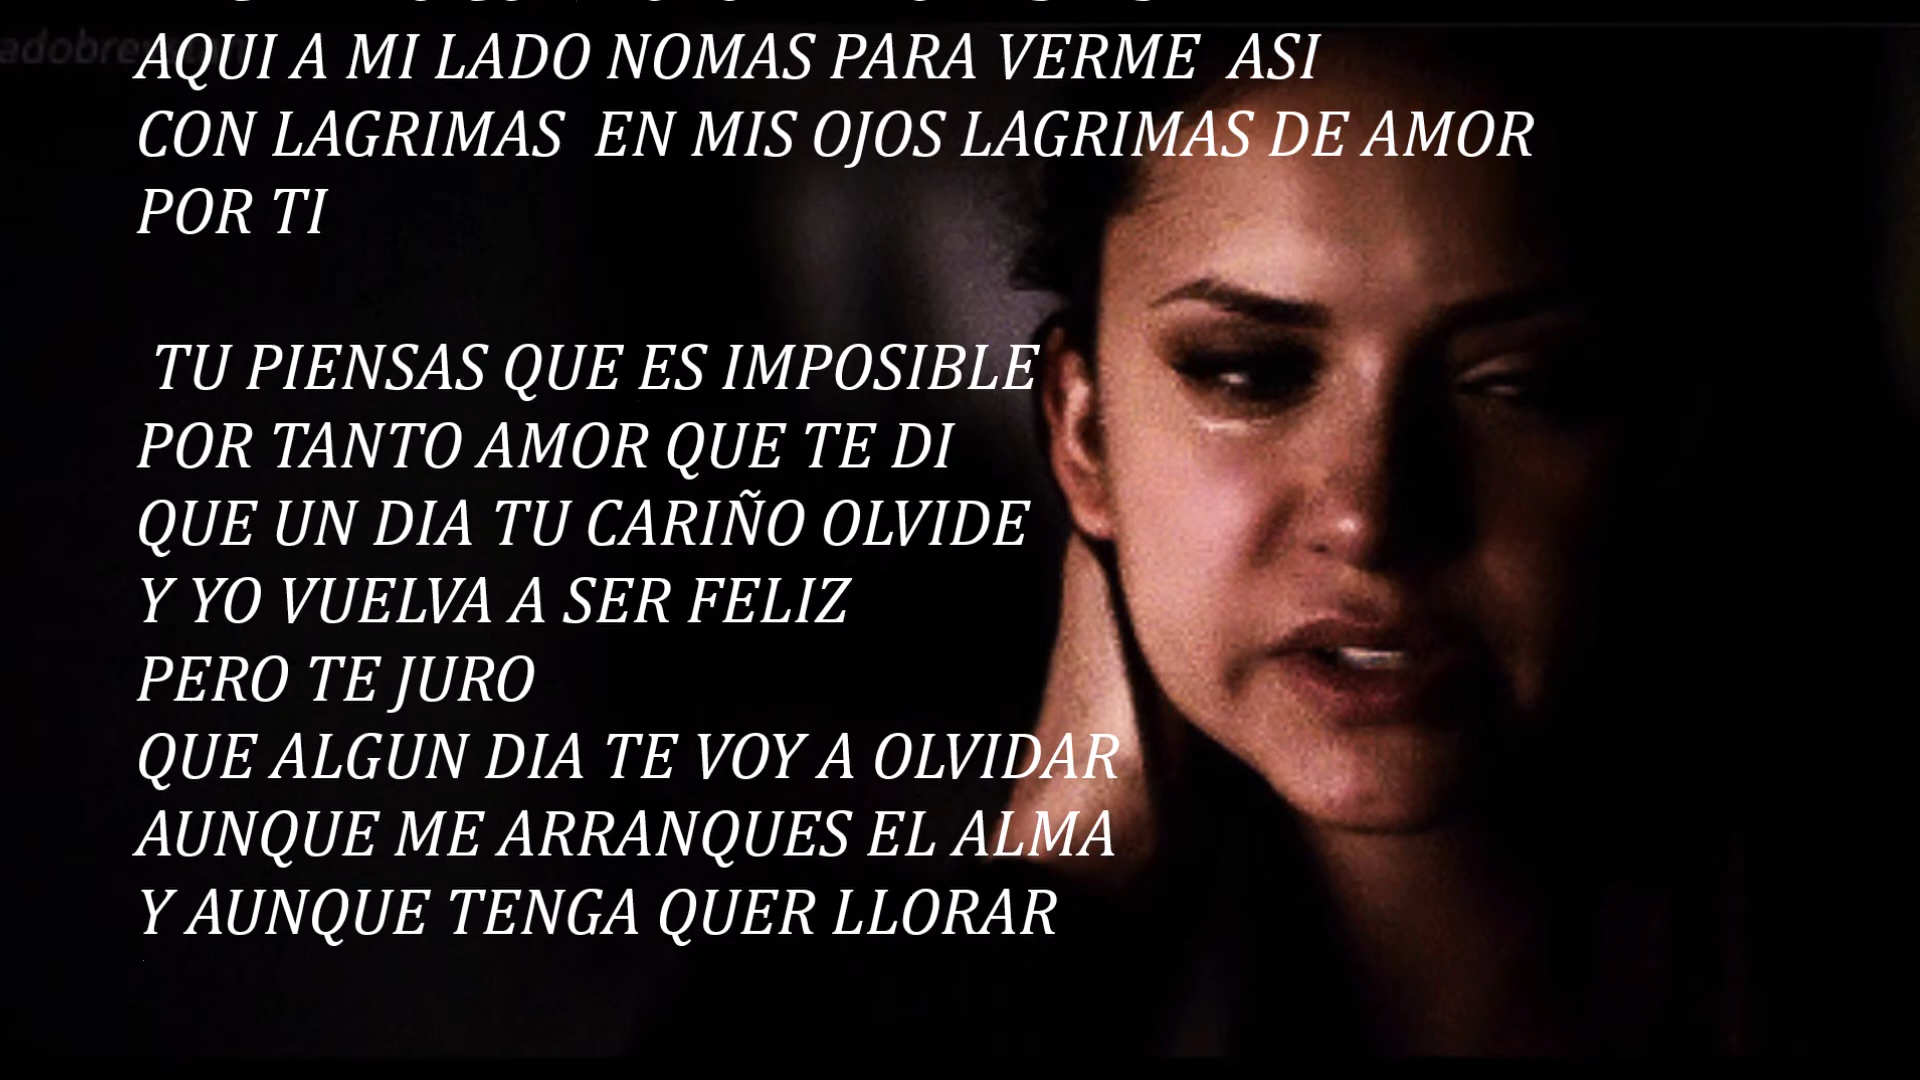 AQUI A MI LADO NOMAS PARA VERME ASI
CON LAGRIMAS EN MIS OJOS LAGRIMAS DE AMOR
POR TI
TU PIENSAS QUE ES IMPOSIBLE
POR TANTO AMOR QUE TE DI
QUE UN DIA TU CARIÑO OLVIDE
Y YO VUELVA A SER FELIZ
PERO TE JURO
QUE ALGUN DIA TE VOY A OLVIDAR
AUNQUE ME ARRANQUES EL ALMA
Y AUNQUE TENGA QUER LLORAR